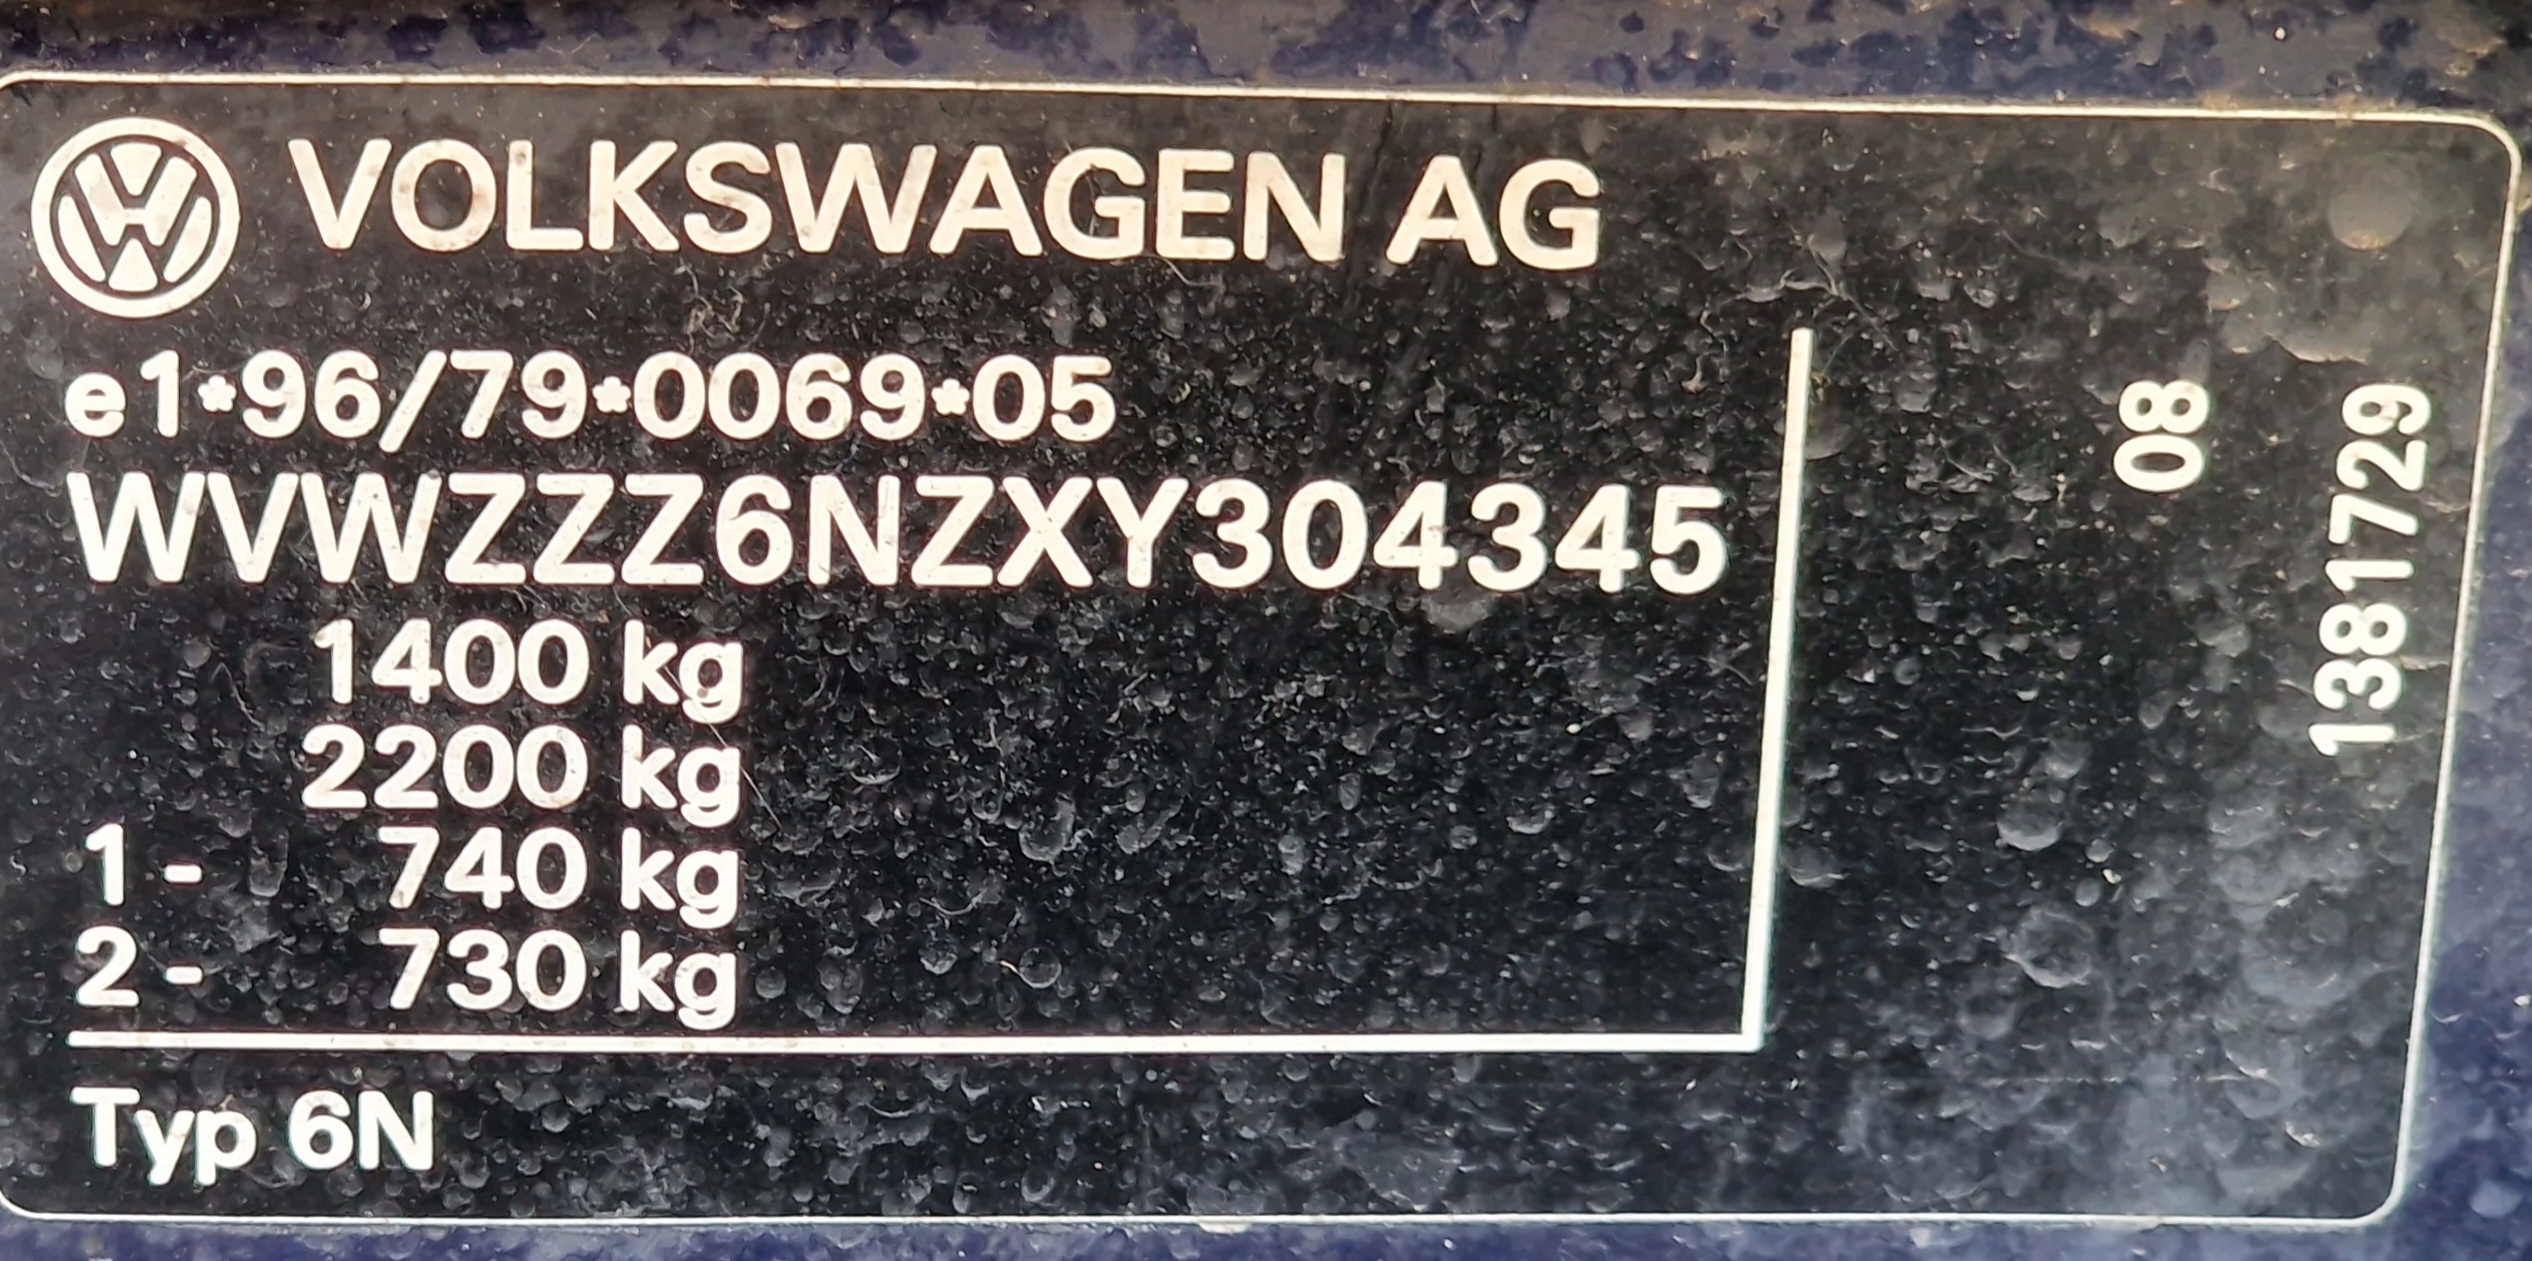 VOLKSWAGEN AG
e1*96/79*0069*05
WVWZZZ6NZXY304345
1400 kg
2200 kg
1 - 740 kg
2 - 730 kg
Typ 6N
08
1381729